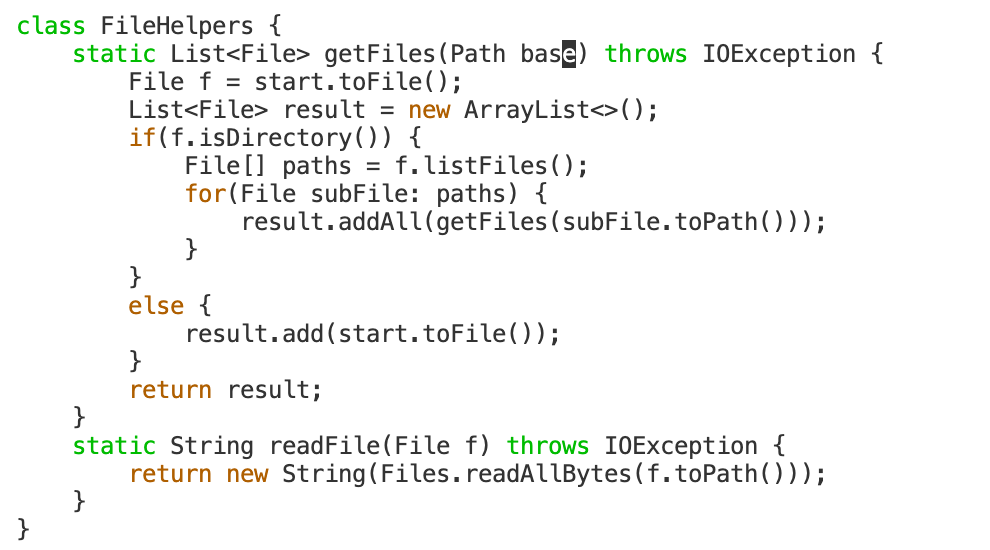 class FileHelpers {
    static List<File> getFiles(Path base) throws IOException {
        File f = start.toFile();
        List<File> result = new ArrayList<>();
        if(f.isDirectory()) {
            File[] paths = f.listFiles();
            for(File subFile: paths) {
                result.addAll(getFiles(subFile.toPath()));
            }
        }
        else {
            result.add(start.toFile());
        }
        return result;
    }
    static String readFile(File f) throws IOException {
        return new String(Files.readAllBytes(f.toPath()));
    }
}